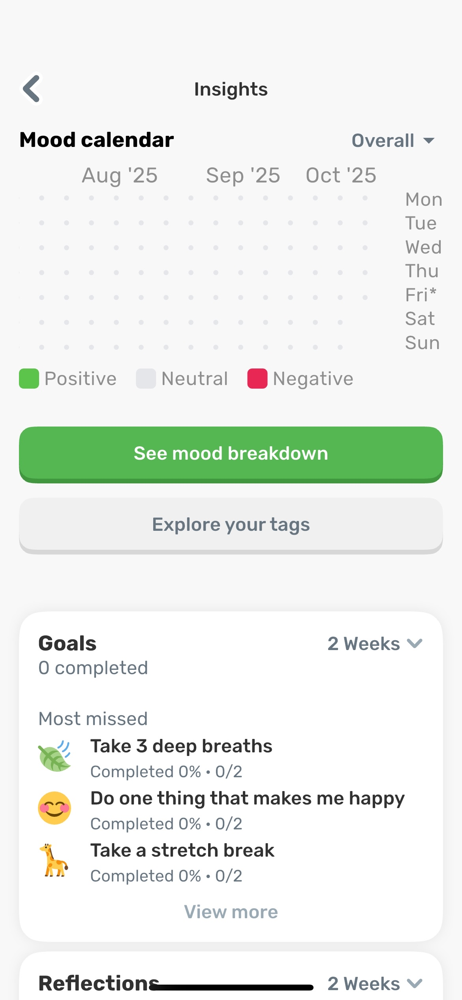 Insights
Mood calendar
Overall
Aug '25 Sep '25 Oct '25
Mon
Tue
Wed
Thu
Fri*
Sat
Sun
Positive Neutral Negative
See mood breakdown
Explore your tags
Goals
2 Weeks
0 completed
Most missed
Take 3 deep breaths
Completed 0% • 0/2
Do one thing that makes me happy
Completed 0% • 0/2
Take a stretch break
Completed 0% • 0/2
View more
Reflections
2 Weeks